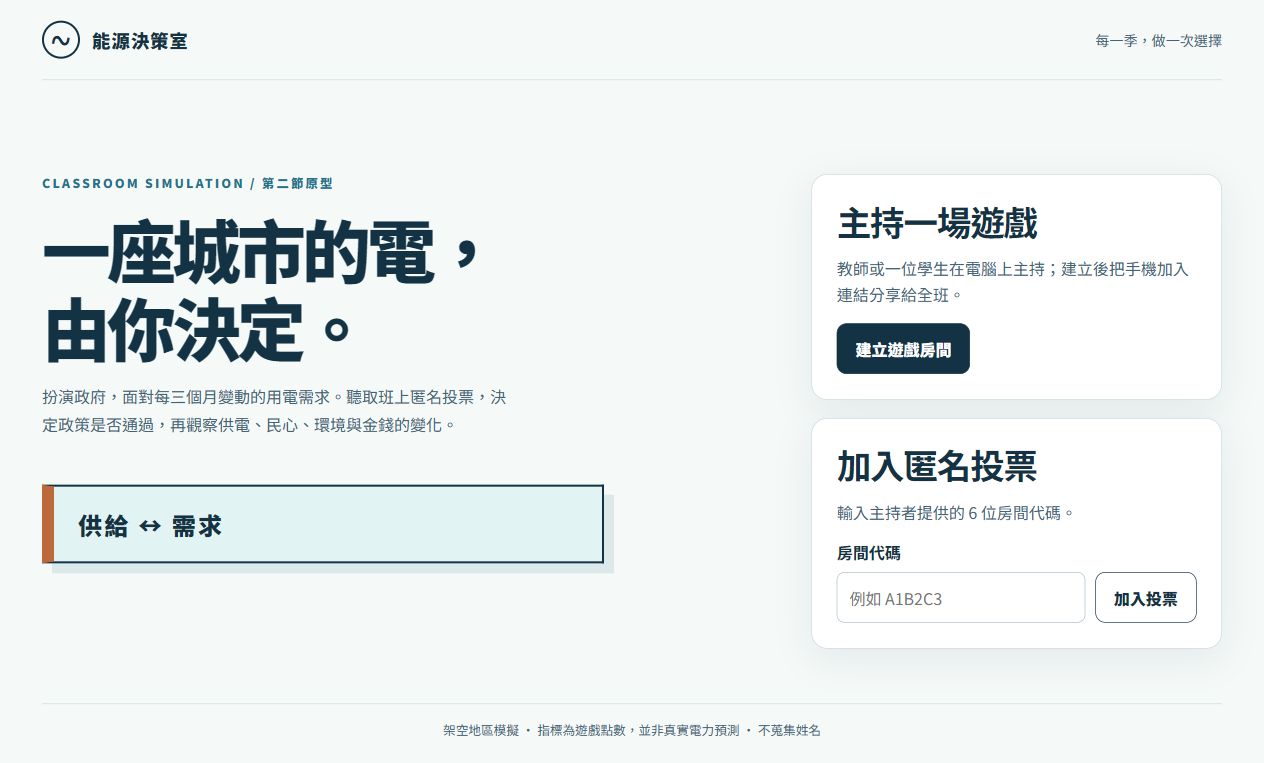 能源決策室
每一季，做一次選擇
CLASSROOM SIMULATION / 第二節原型
一座城市的電，
由你決定。
扮演政府，面對每三個月變動的用電需求。聽取班上匿名投票，決
定政策是否通過，再觀察供電、民心、環境與金錢的變化。
供給 ↔ 需求
主持一場遊戲
教師或一位學生在電腦上主持；建立後把手機加入
連結分享給全班。
建立遊戲房間
加入匿名投票
輸入主持者提供的 6 位房間代碼。
房間代碼
例如 A1B2C3
加入投票
架空地區模擬 · 指標為遊戲點數，並非真實電力預測 · 不蒐集姓名